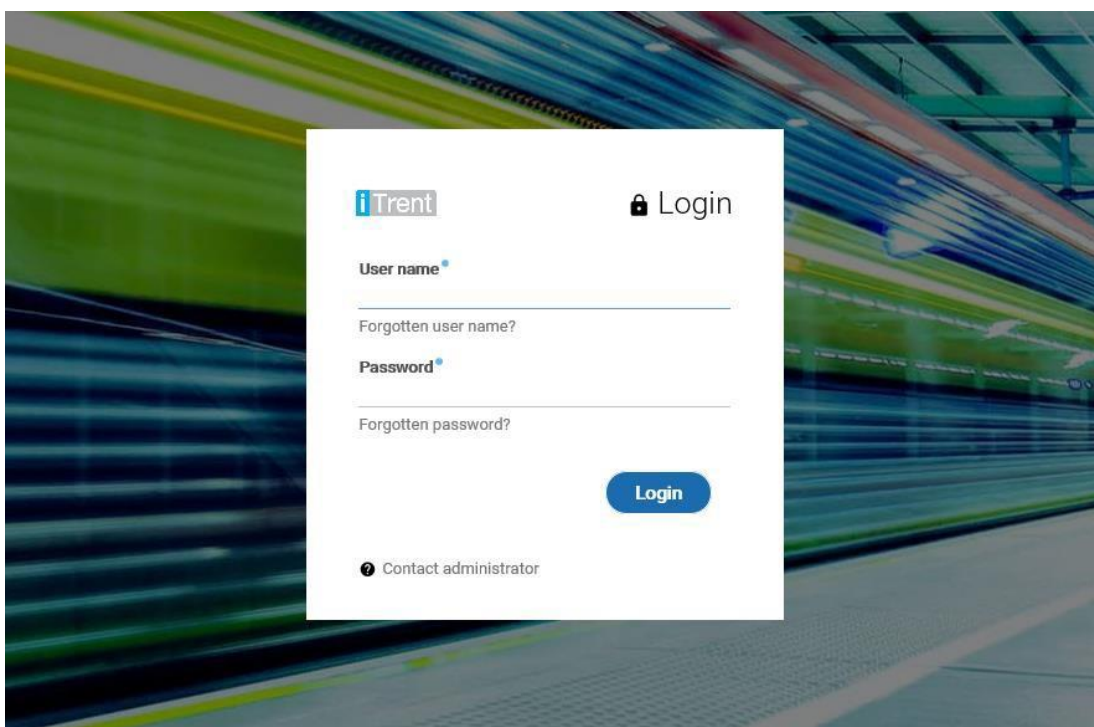 iTrent
Login
User name
Forgotten user name?
Password
Forgotten password?
Login
Contact administrator